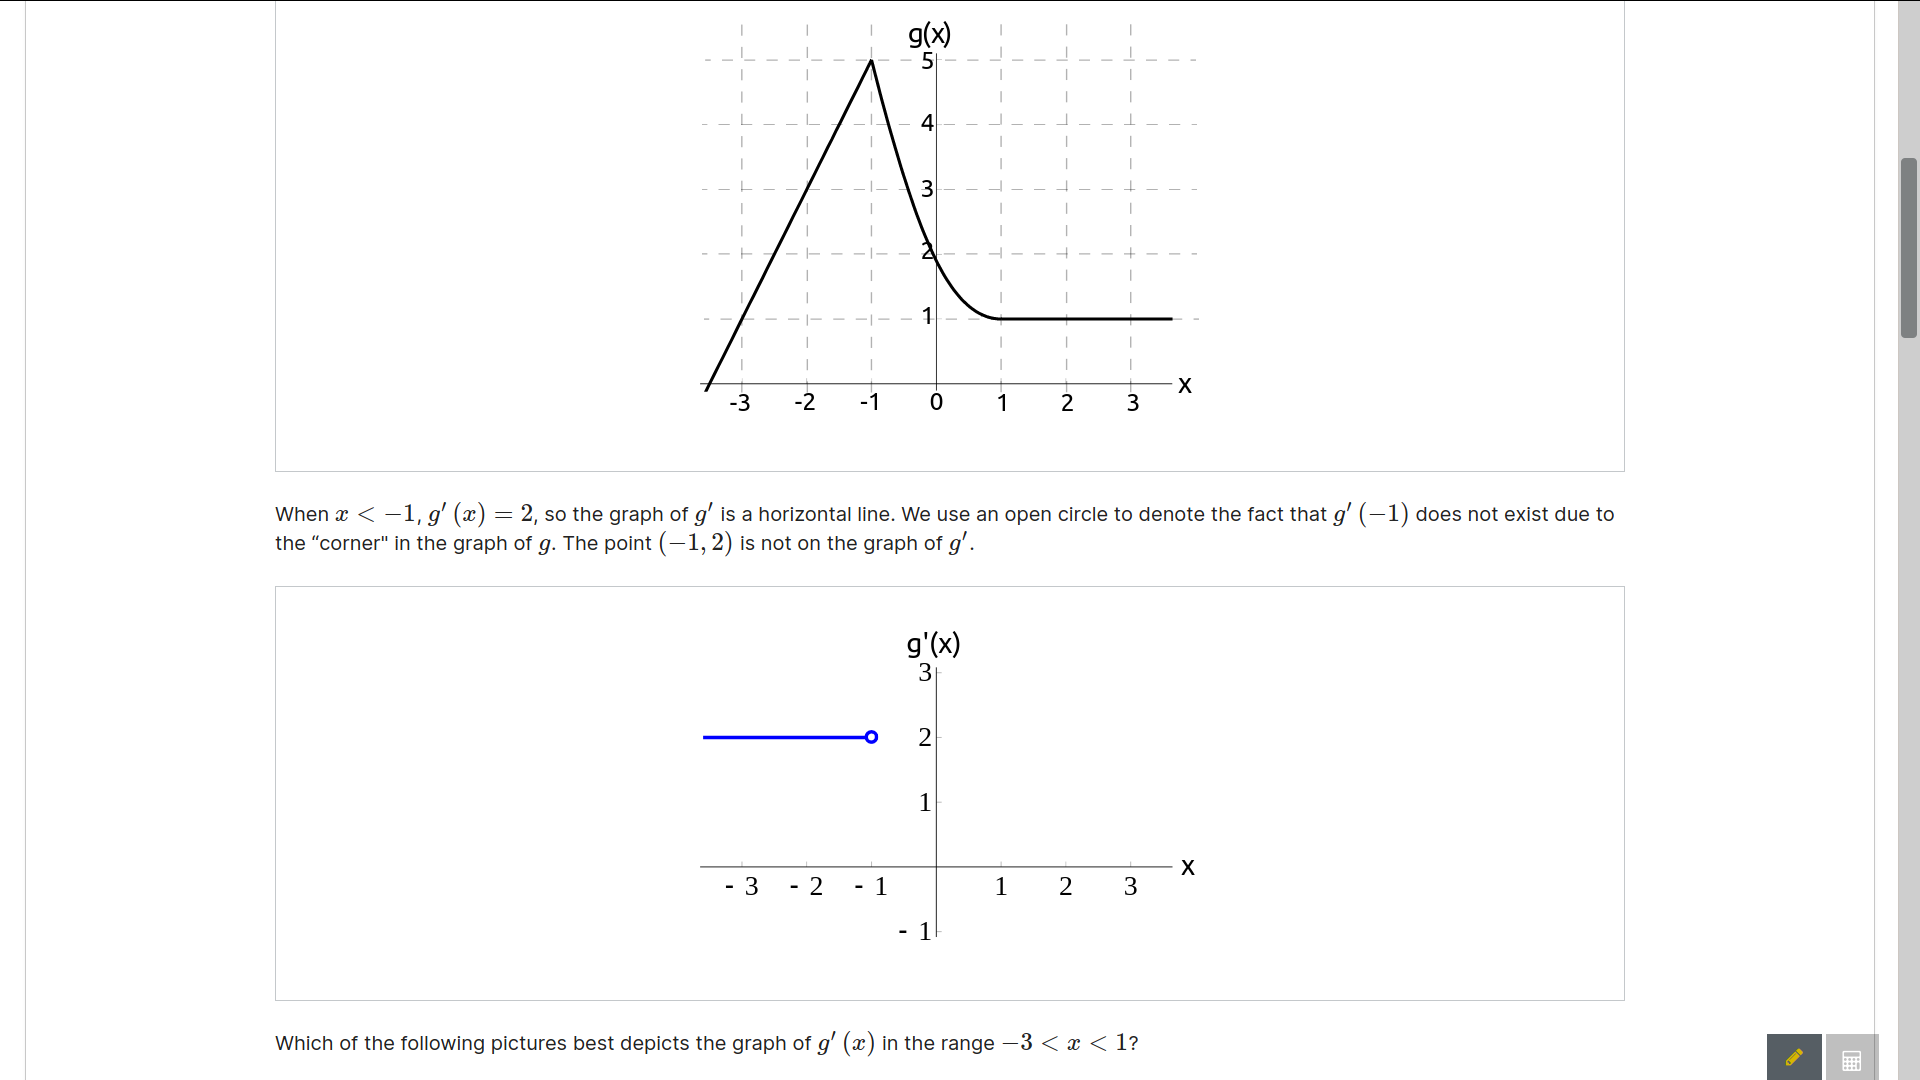 g(x)
5
4
3
2
1
-3 -2 -1 0 1 2 3 x
When x < −1, g′ (x) = 2, so the graph of g′ is a horizontal line. We use an open circle to denote the fact that g′ (−1) does not exist due to
the “corner" in the graph of g. The point (−1, 2) is not on the graph of g′.
g'(x)
3
2
1
x
- 3 - 2 - 1 1 2 3
- 1
Which of the following pictures best depicts the graph of g′ (x) in the range −3 < x < 1?